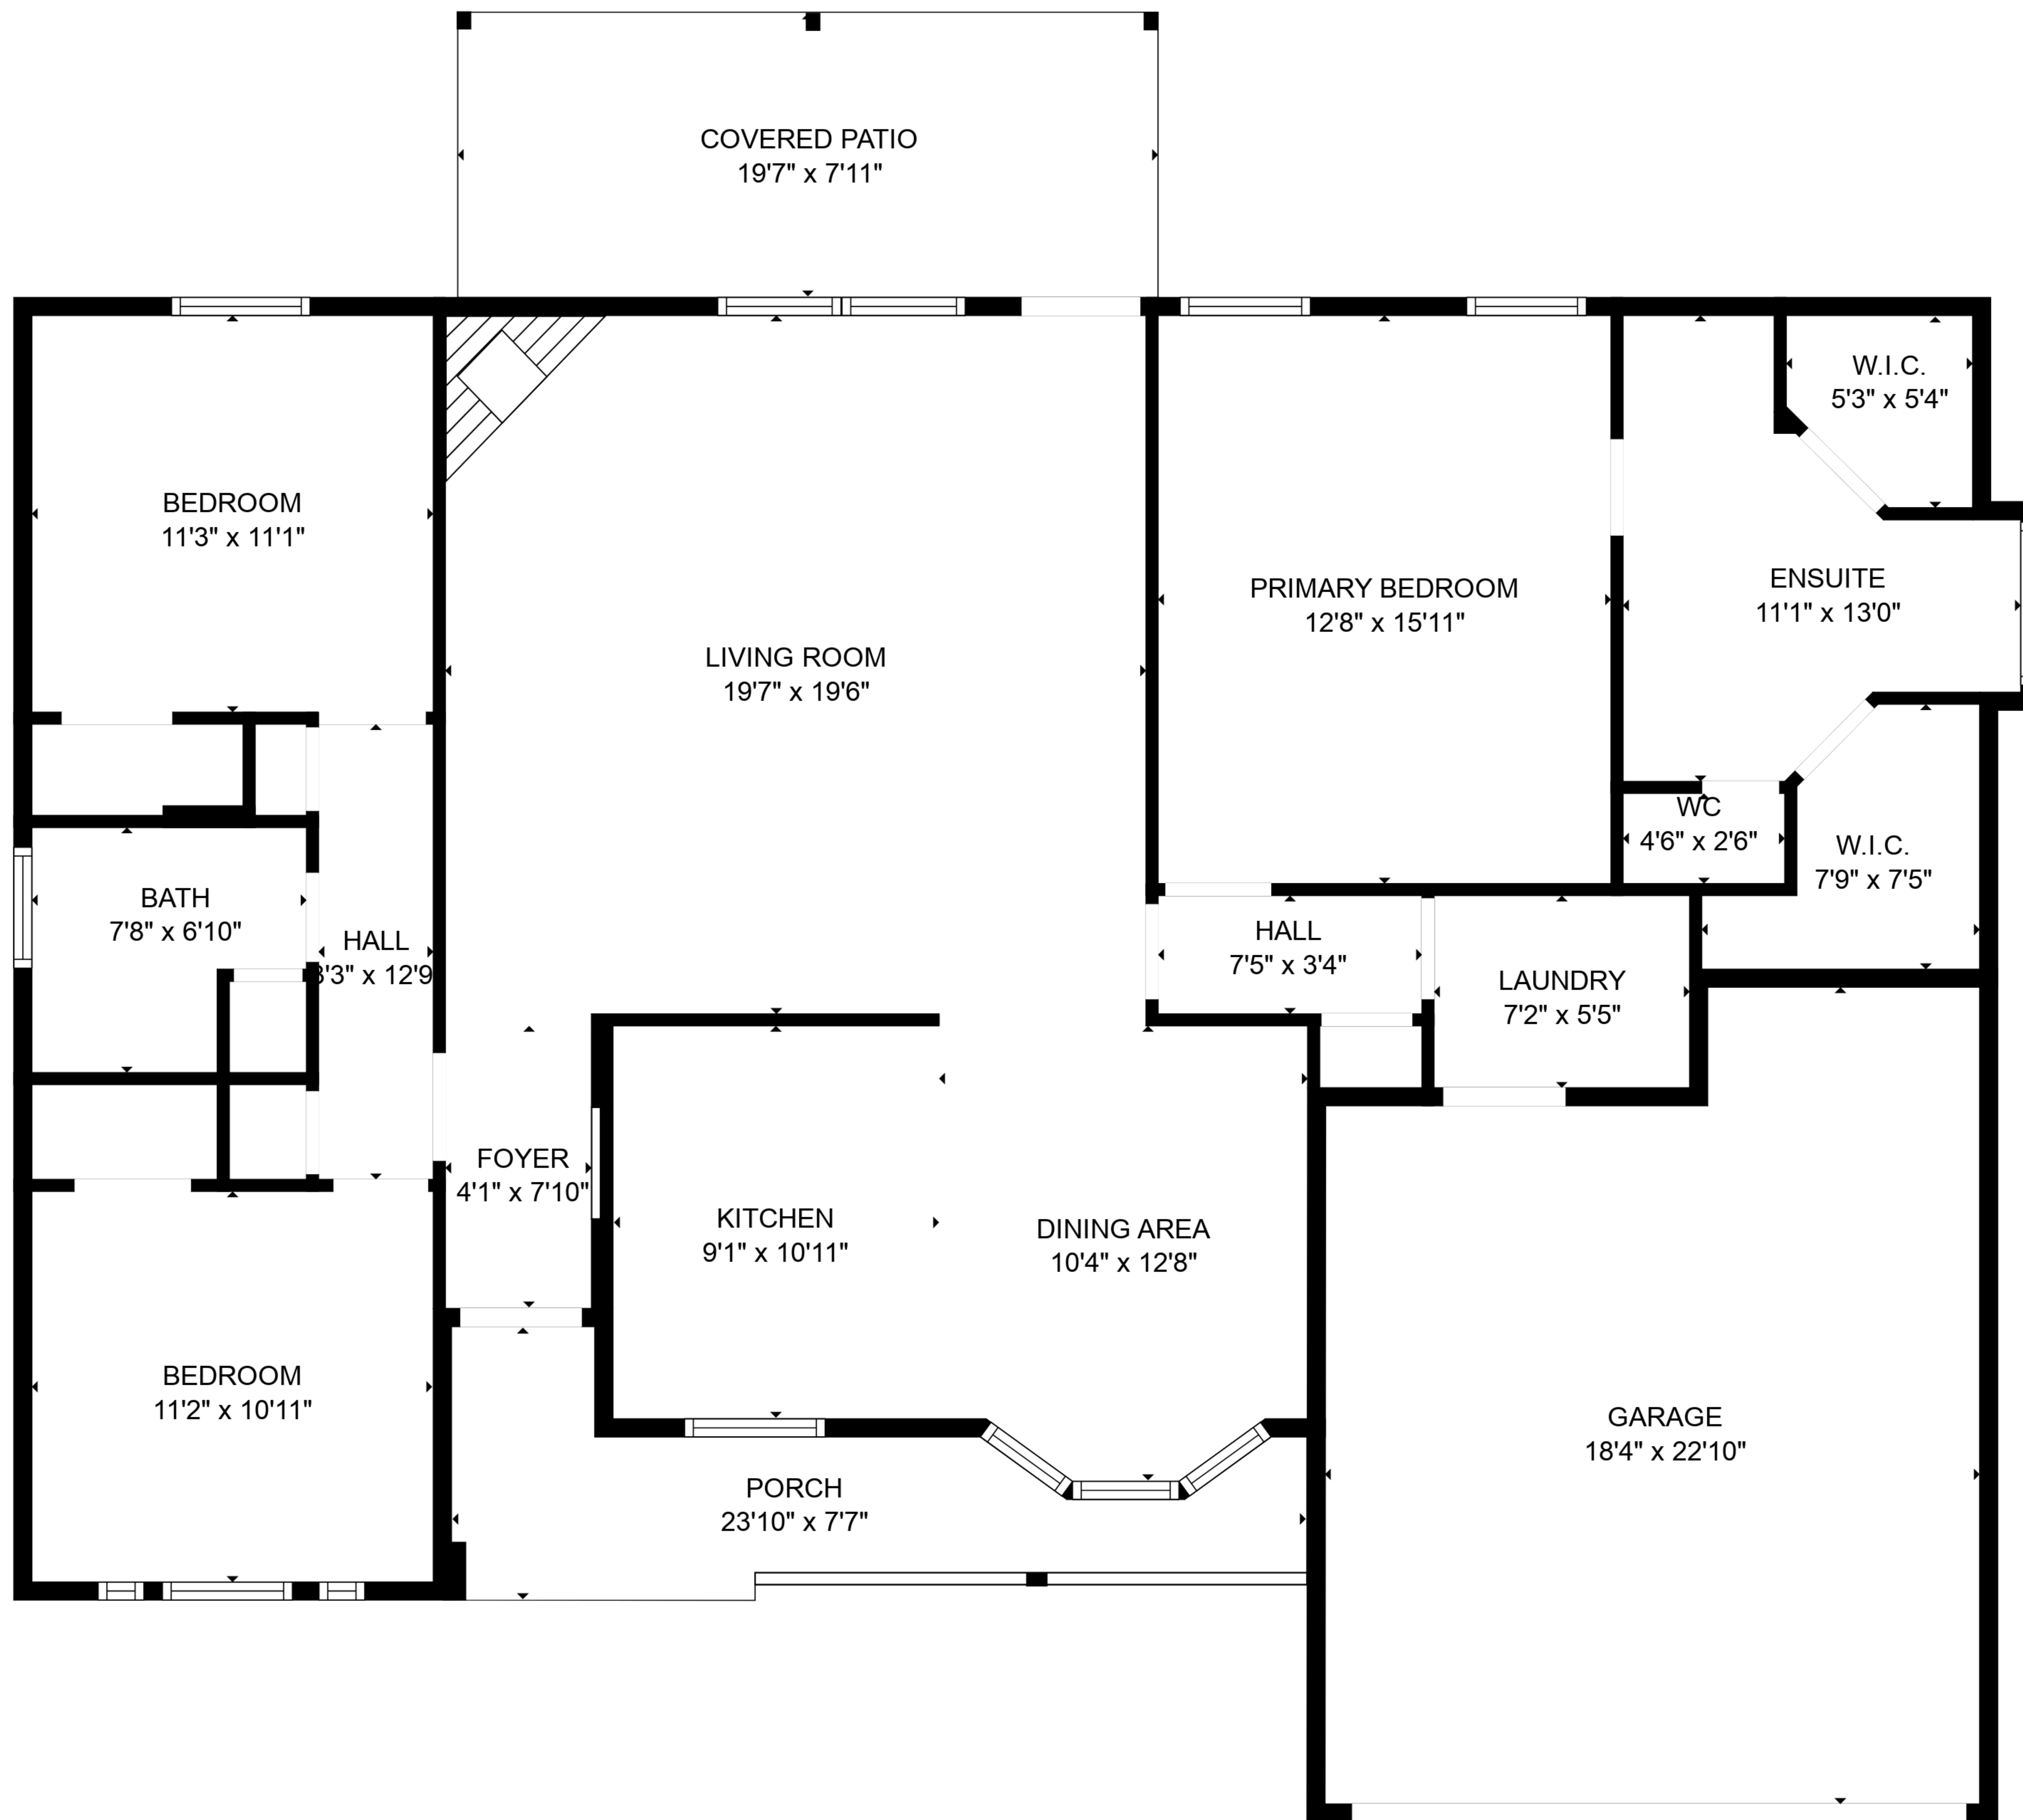 COVERED PATIO
19'7" x 7'11"
W.I.C.
5'3" x 5'4"
BEDROOM
11'3" x 11'1"
ENSUITE
11'1" x 13'0"
PRIMARY BEDROOM
12'8" x 15'11"
LIVING ROOM
19'7" x 19'6"
WC
4'6" x 2'6"
W.I.C.
7'9" x 7'5"
BATH
7'8" x 6'10"
HALL
3'3" x 12'9
HALL
7'5" x 3'4"
LAUNDRY
7'2" x 5'5"
FOYER
4'1" x 7'10"
KITCHEN
9'1" x 10'11"
DINING AREA
10'4" x 12'8"
BEDROOM
11'2" x 10'11"
GARAGE
18'4" x 22'10"
PORCH
23'10" x 7'7"